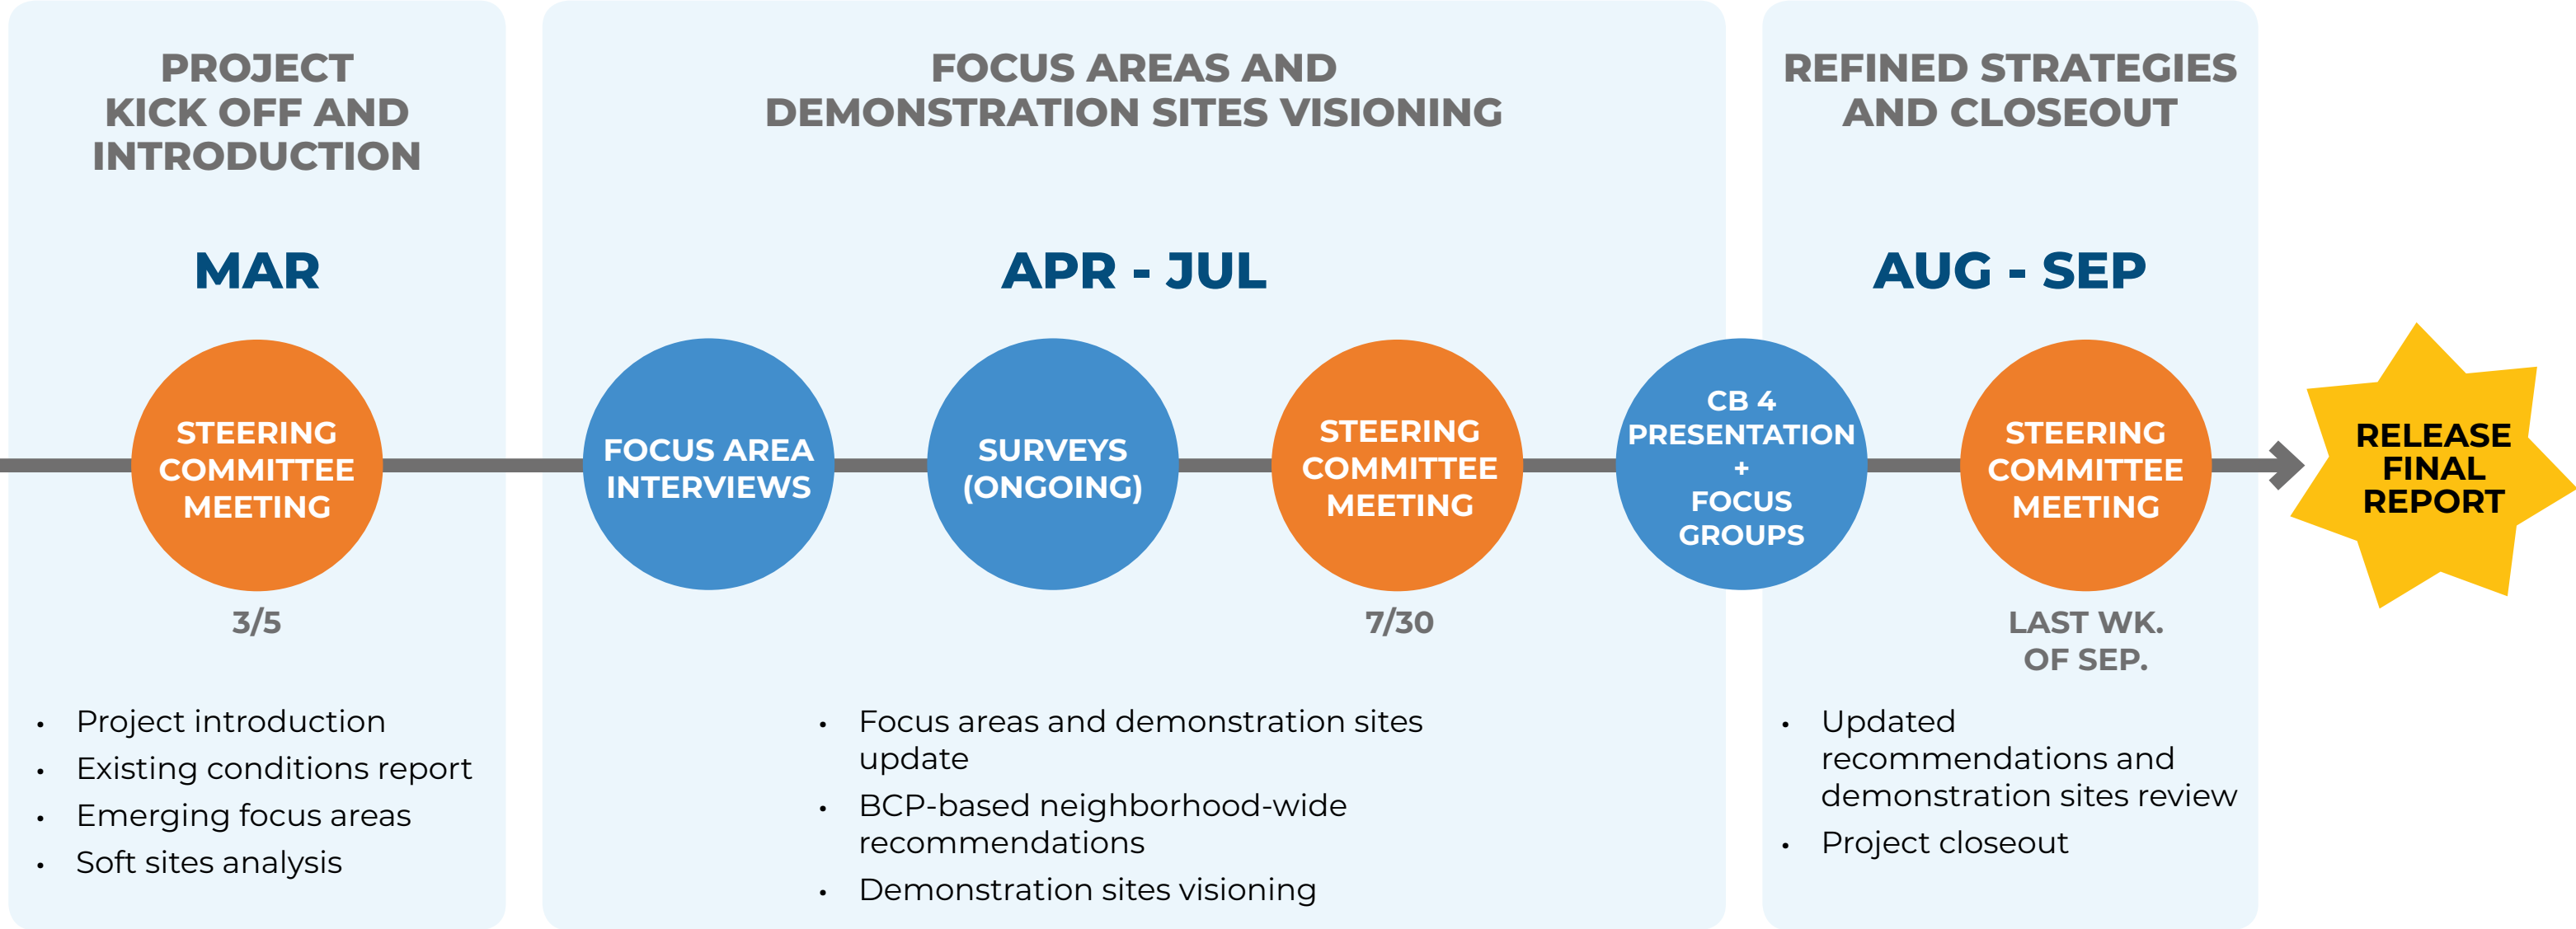 PROJECT
KICK OFF AND
INTRODUCTION
MAR
STEERING
COMMITTEE
MEETING
3/5
• Project introduction
• Existing conditions report
• Emerging focus areas
• Soft sites analysis
FOCUS AREAS AND
DEMONSTRATION SITES VISIONING
APR - JUL
FOCUS AREA
INTERVIEWS
SURVEYS
(ONGOING)
STEERING
COMMITTEE
MEETING
7/30
• Focus areas and demonstration sites
update
• BCP-based neighborhood-wide
recommendations
• Demonstration sites visioning
CB 4
PRESENTATION
+
FOCUS
GROUPS
REFINED STRATEGIES
AND CLOSEOUT
AUG - SEP
STEERING
COMMITTEE
MEETING
LAST WK.
OF SEP.
• Updated
recommendations and
demonstration sites review
• Project closeout
RELEASE
FINAL
REPORT